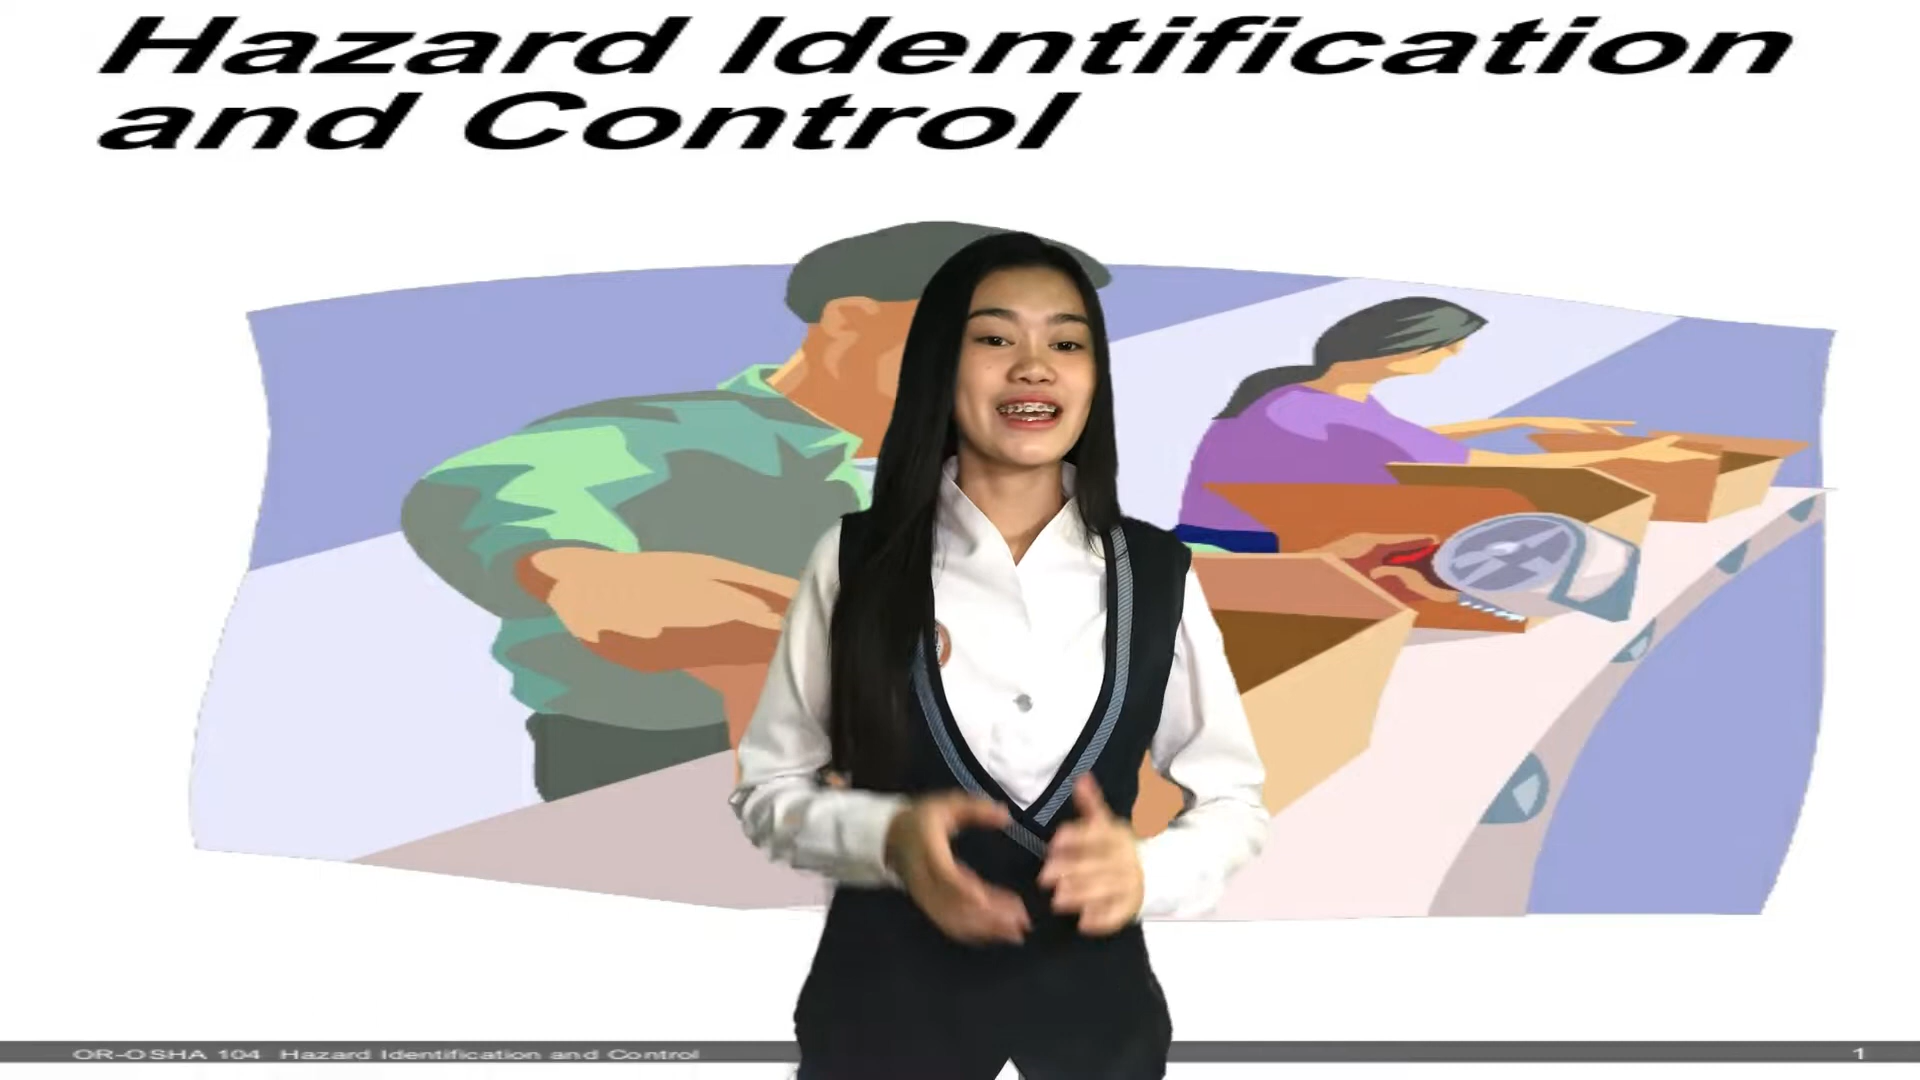 Hazard Identification
and Control
OR-OSHA 104 Hazard Identification and Control
1